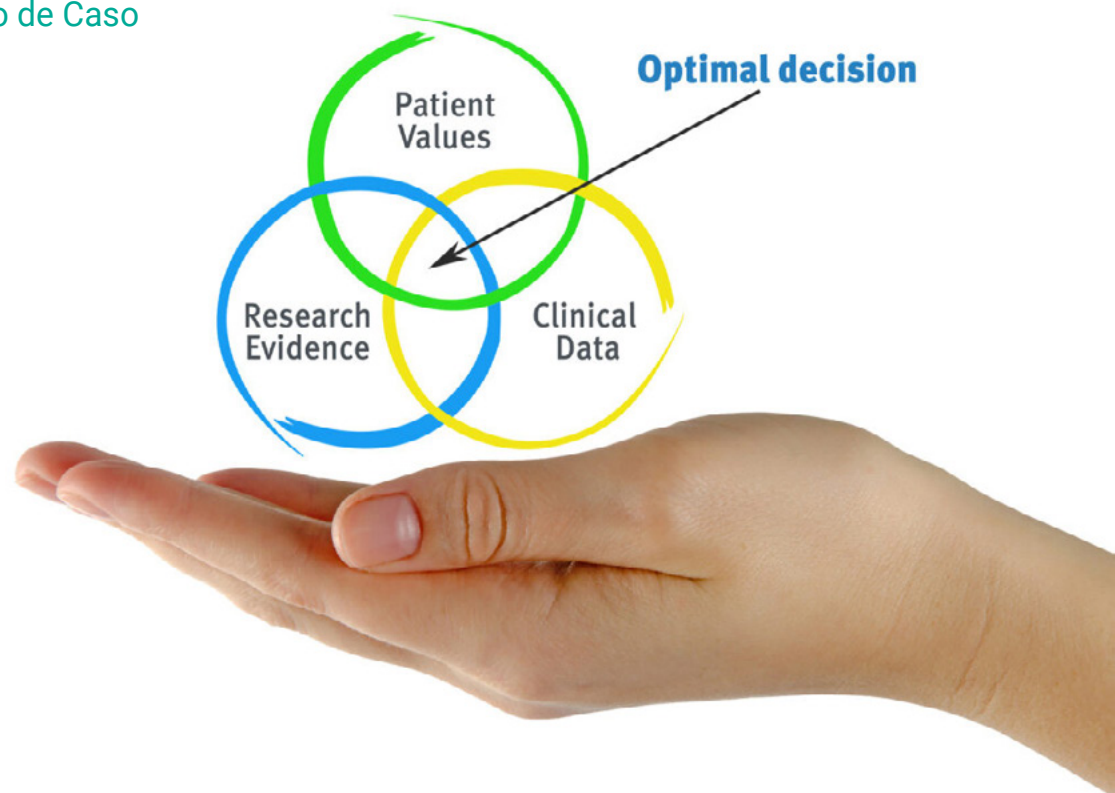 o de Caso
Optimal decision
Patient
Values
Research
Evidence
Clinical
Data